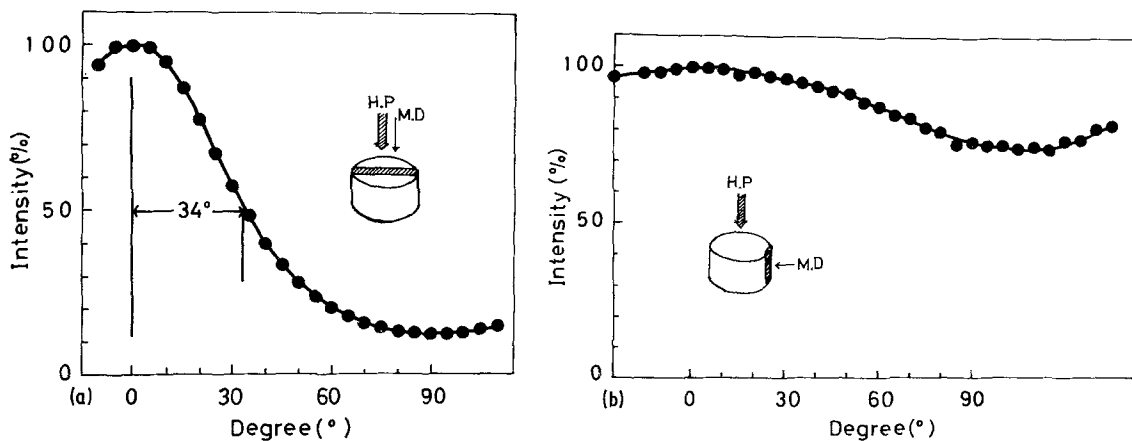 100
50
0
Intensity(%)
H.P
M.D
34°
(a)
0
30
60
90
Degree(°)
100
50
0
Intensity(%)
H.P
M.D
(b)
0
30
60
90
Degree(°)